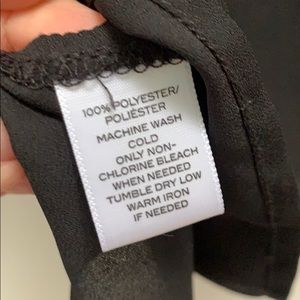 100% POLYESTER/
POLIÉSTER
MACHINE WASH
COLD
ONLY NON-
CHLORINE BLEACH
WHEN NEEDED
TUMBLE DRY LOW
WARM IRON
IF NEEDED